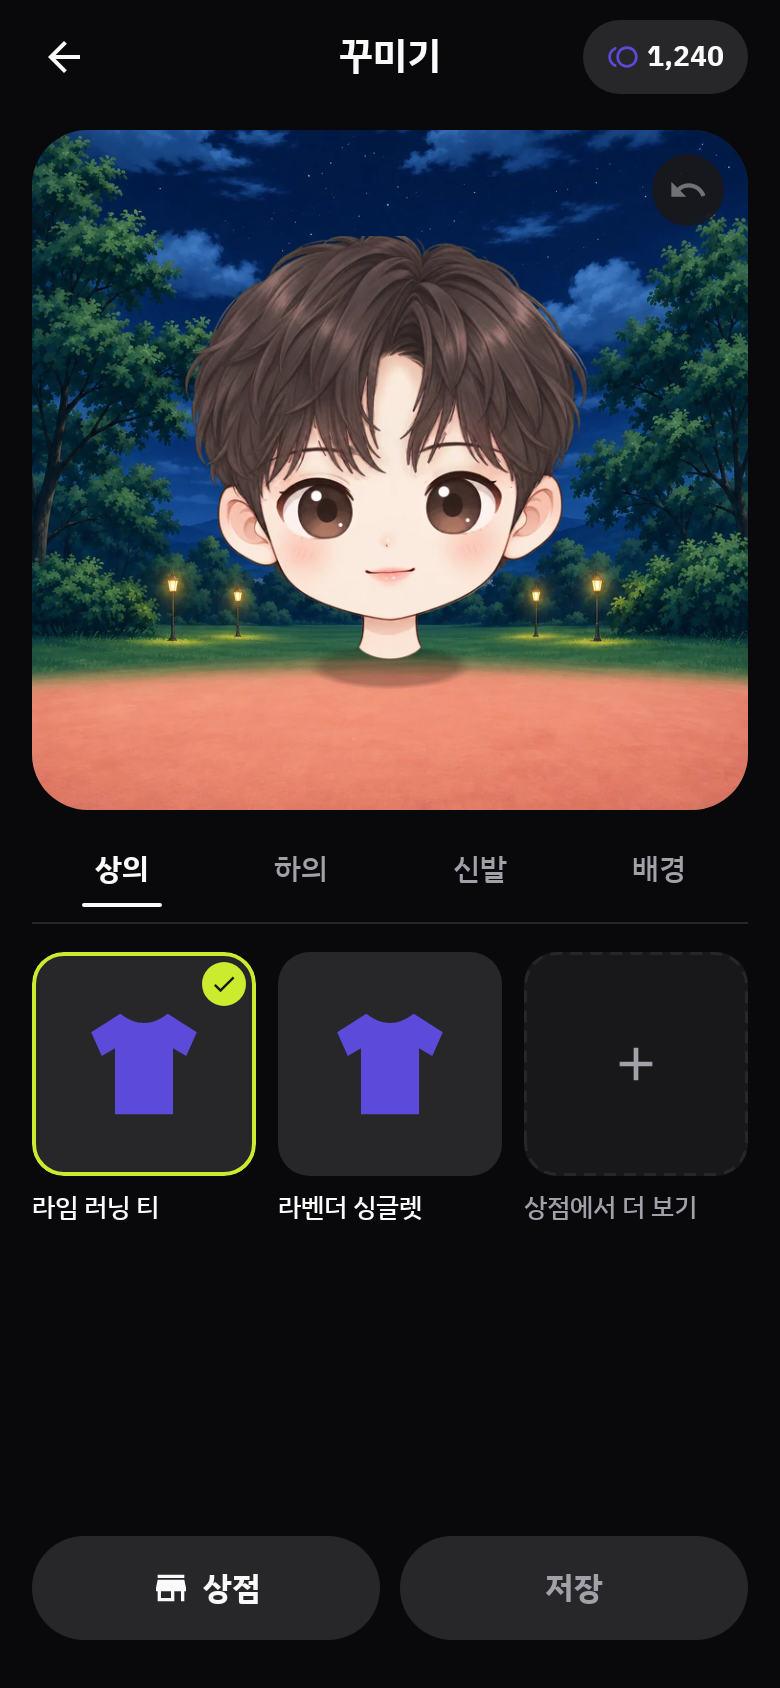 꾸미기
1,240
상의
하의
신발
배경
라임 러닝 티
라벤더 싱글렛
상점에서 더 보기
상점
저장